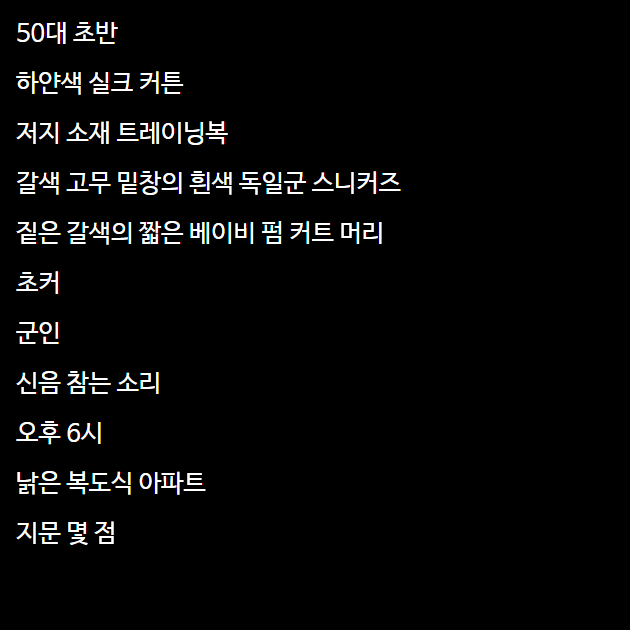 50대 초반
하얀색 실크 커튼
저지 소재 트레이닝복
갈색 고무 밑창의 흰색 독일군 스니커즈
짙은 갈색의 짧은 베이비 펌 커트 머리
초커
군인
신음 참는 소리
오후 6시
낡은 복도식 아파트
지문 몇 점